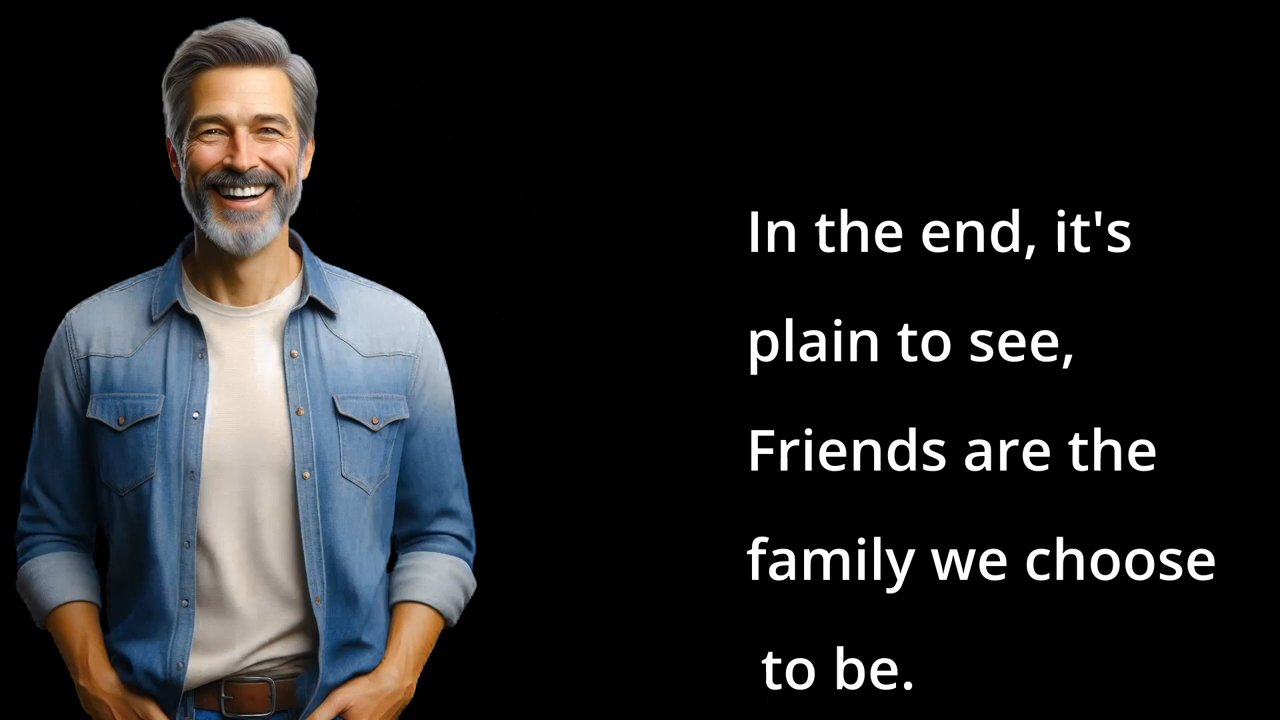 In the end, it's
plain to see,
Friends are the
family we choose
to be.